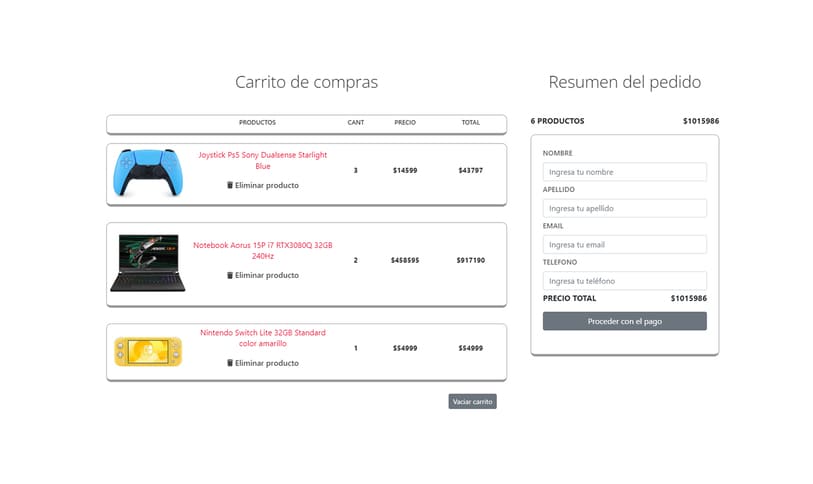 Carrito de compras
PRODUCTOS CANT PRECIO TOTAL
Joystick Ps5 Sony Dualsense Starlight
Blue
3 $14599 $43797
Eliminar producto
Notebook Aorus 15P i7 RTX3080Q 32GB
240Hz
2 $458595 $917190
Eliminar producto
Nintendo Switch Lite 32GB Standard
color amarillo
1 $54999 $54999
Eliminar producto
Vaciar carrito
Resumen del pedido
6 PRODUCTOS $1015986
NOMBRE
Ingresa tu nombre
APELLIDO
Ingresa tu apellido
EMAIL
Ingresa tu email
TELEFONO
Ingresa tu teléfono
PRECIO TOTAL $1015986
Proceder con el pago